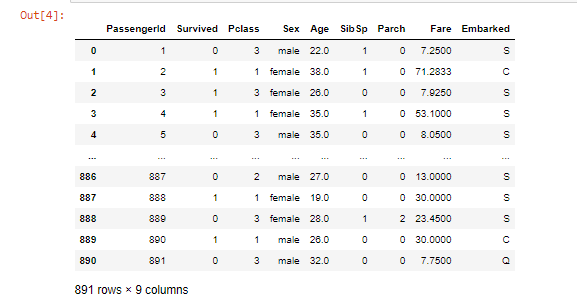 Out[4]:
PassengerId Survived Pclass Sex Age SibSp Parch Fare Embarked
0 1 0 3 male 22.0 1 0 7.2500 S
1 2 1 1 female 38.0 1 0 71.2833 C
2 3 1 3 female 26.0 0 0 7.9250 S
3 4 1 1 female 35.0 1 0 53.1000 S
4 5 0 3 male 35.0 0 0 8.0500 S
... ... ... ... ... ... ... ... ... ...
886 887 0 2 male 27.0 0 0 13.0000 S
887 888 1 1 female 19.0 0 0 30.0000 S
888 889 0 3 female 28.0 1 2 23.4500 S
889 890 1 1 male 26.0 0 0 30.0000 C
890 891 0 3 male 32.0 0 0 7.7500 Q
891 rows × 9 columns